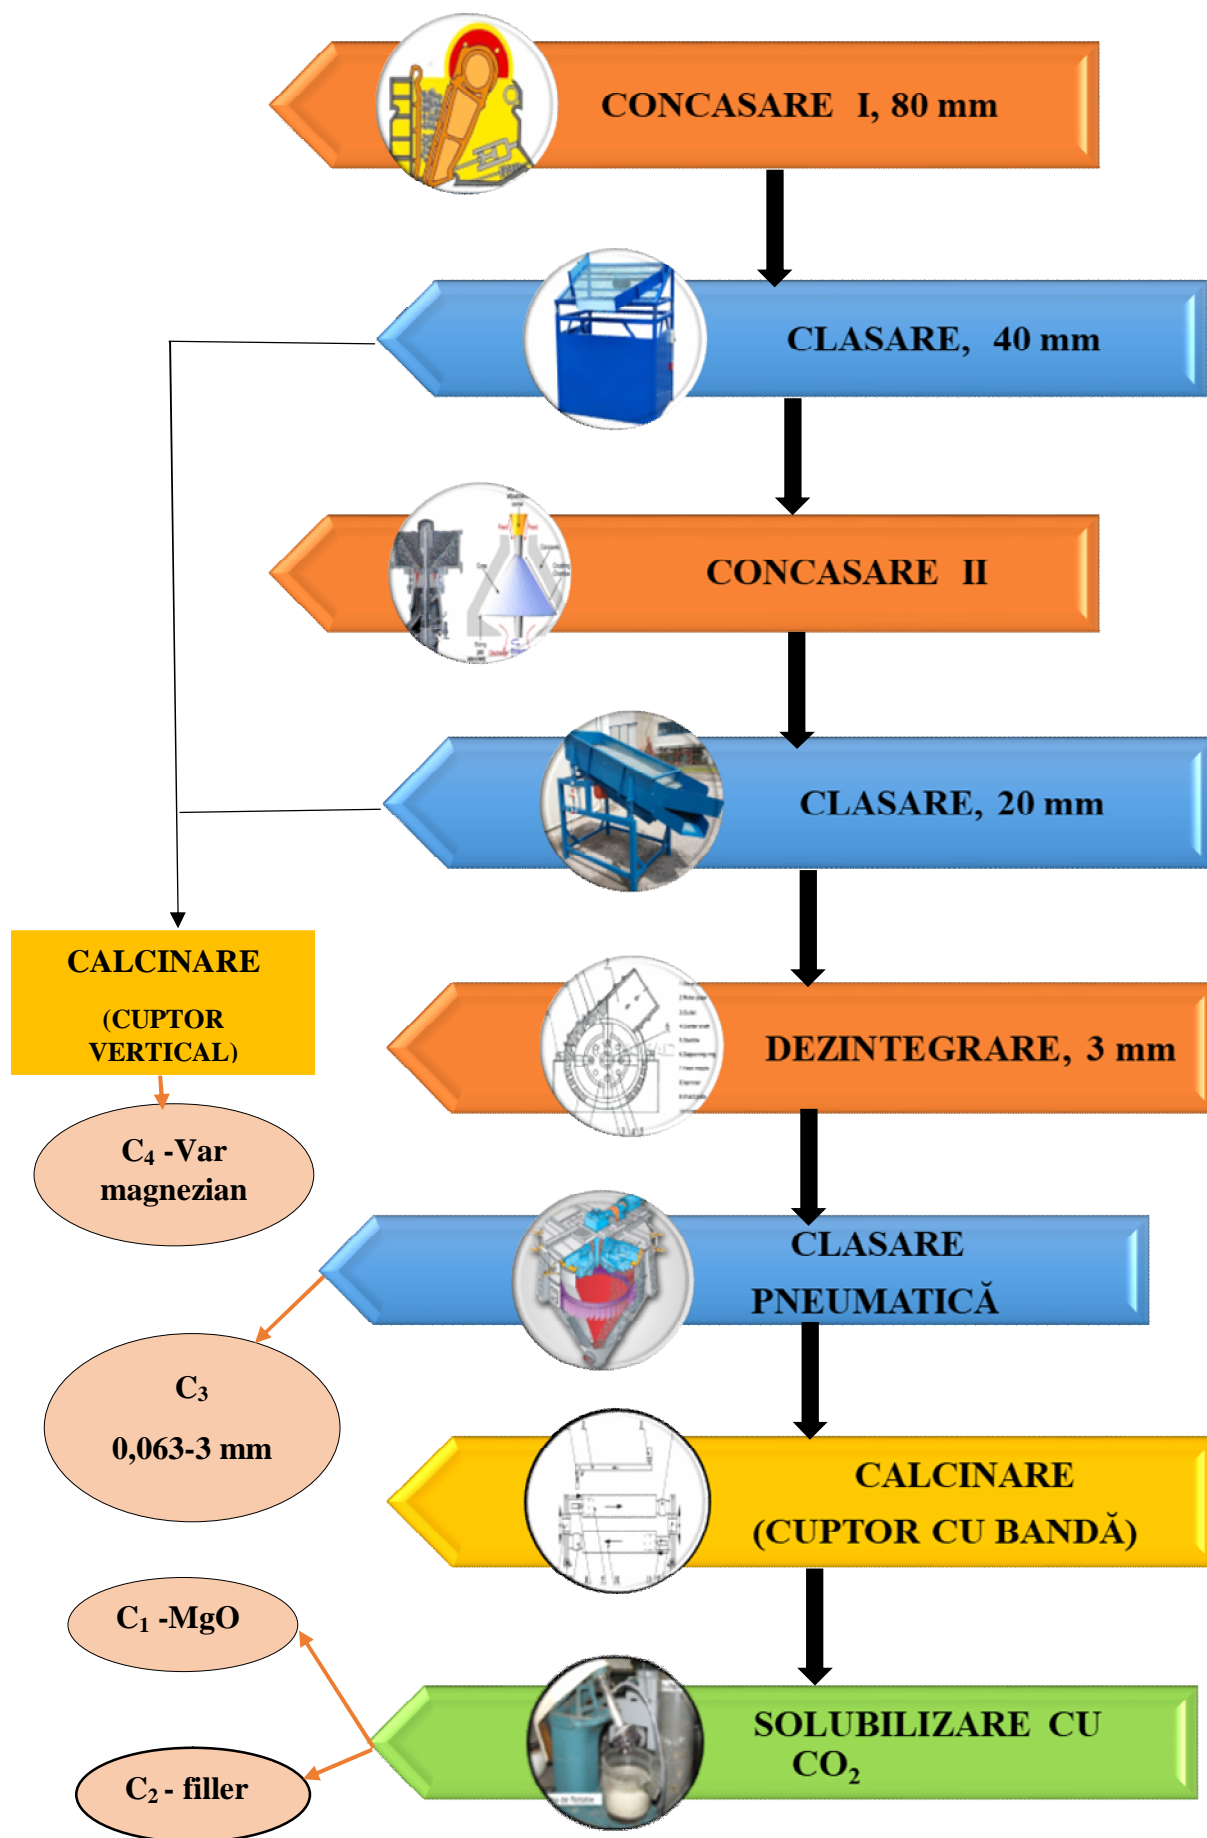 CONCASARE I, 80 mm
CLASARE, 40 mm
CONCASARE II
CLASARE, 20 mm
CALCINARE
(CUPTOR
VERTICAL)
DEZINTEGRARE, 3 mm
C₄ -Var
magnezian
CLASARE
PNEUMATICĂ
C₃
0,063-3 mm
CALCINARE
(CUPTOR CU BANDĂ)
C₁ -MgO
SOLUBILIZARE CU
CO₂
C₂ - filler